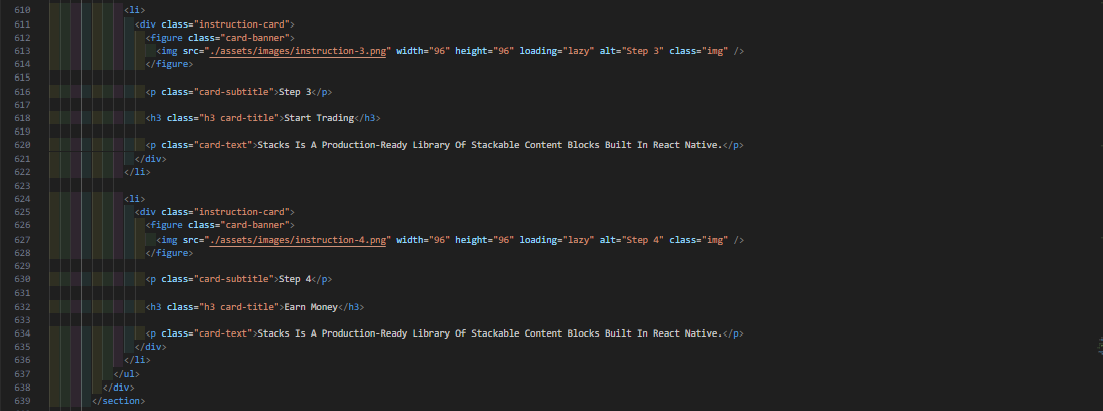 610 <li>
611 <div class="instruction-card">
612 <figure class="card-banner">
613 <img src="./assets/images/instruction-3.png" width="96" height="96" loading="lazy" alt="Step 3" class="img" />
614 </figure>
615
616 <p class="card-subtitle">Step 3</p>
617
618 <h3 class="h3 card-title">Start Trading</h3>
619
620 <p class="card-text">Stacks Is A Production-Ready Library Of Stackable Content Blocks Built In React Native.</p>
621 </div>
622 </li>
623
624 <li>
625 <div class="instruction-card">
626 <figure class="card-banner">
627 <img src="./assets/images/instruction-4.png" width="96" height="96" loading="lazy" alt="Step 4" class="img" />
628 </figure>
629
630 <p class="card-subtitle">Step 4</p>
631
632 <h3 class="h3 card-title">Earn Money</h3>
633
634 <p class="card-text">Stacks Is A Production-Ready Library Of Stackable Content Blocks Built In React Native.</p>
635 </div>
636 </li>
637 </ul>
638 </div>
639 </section>